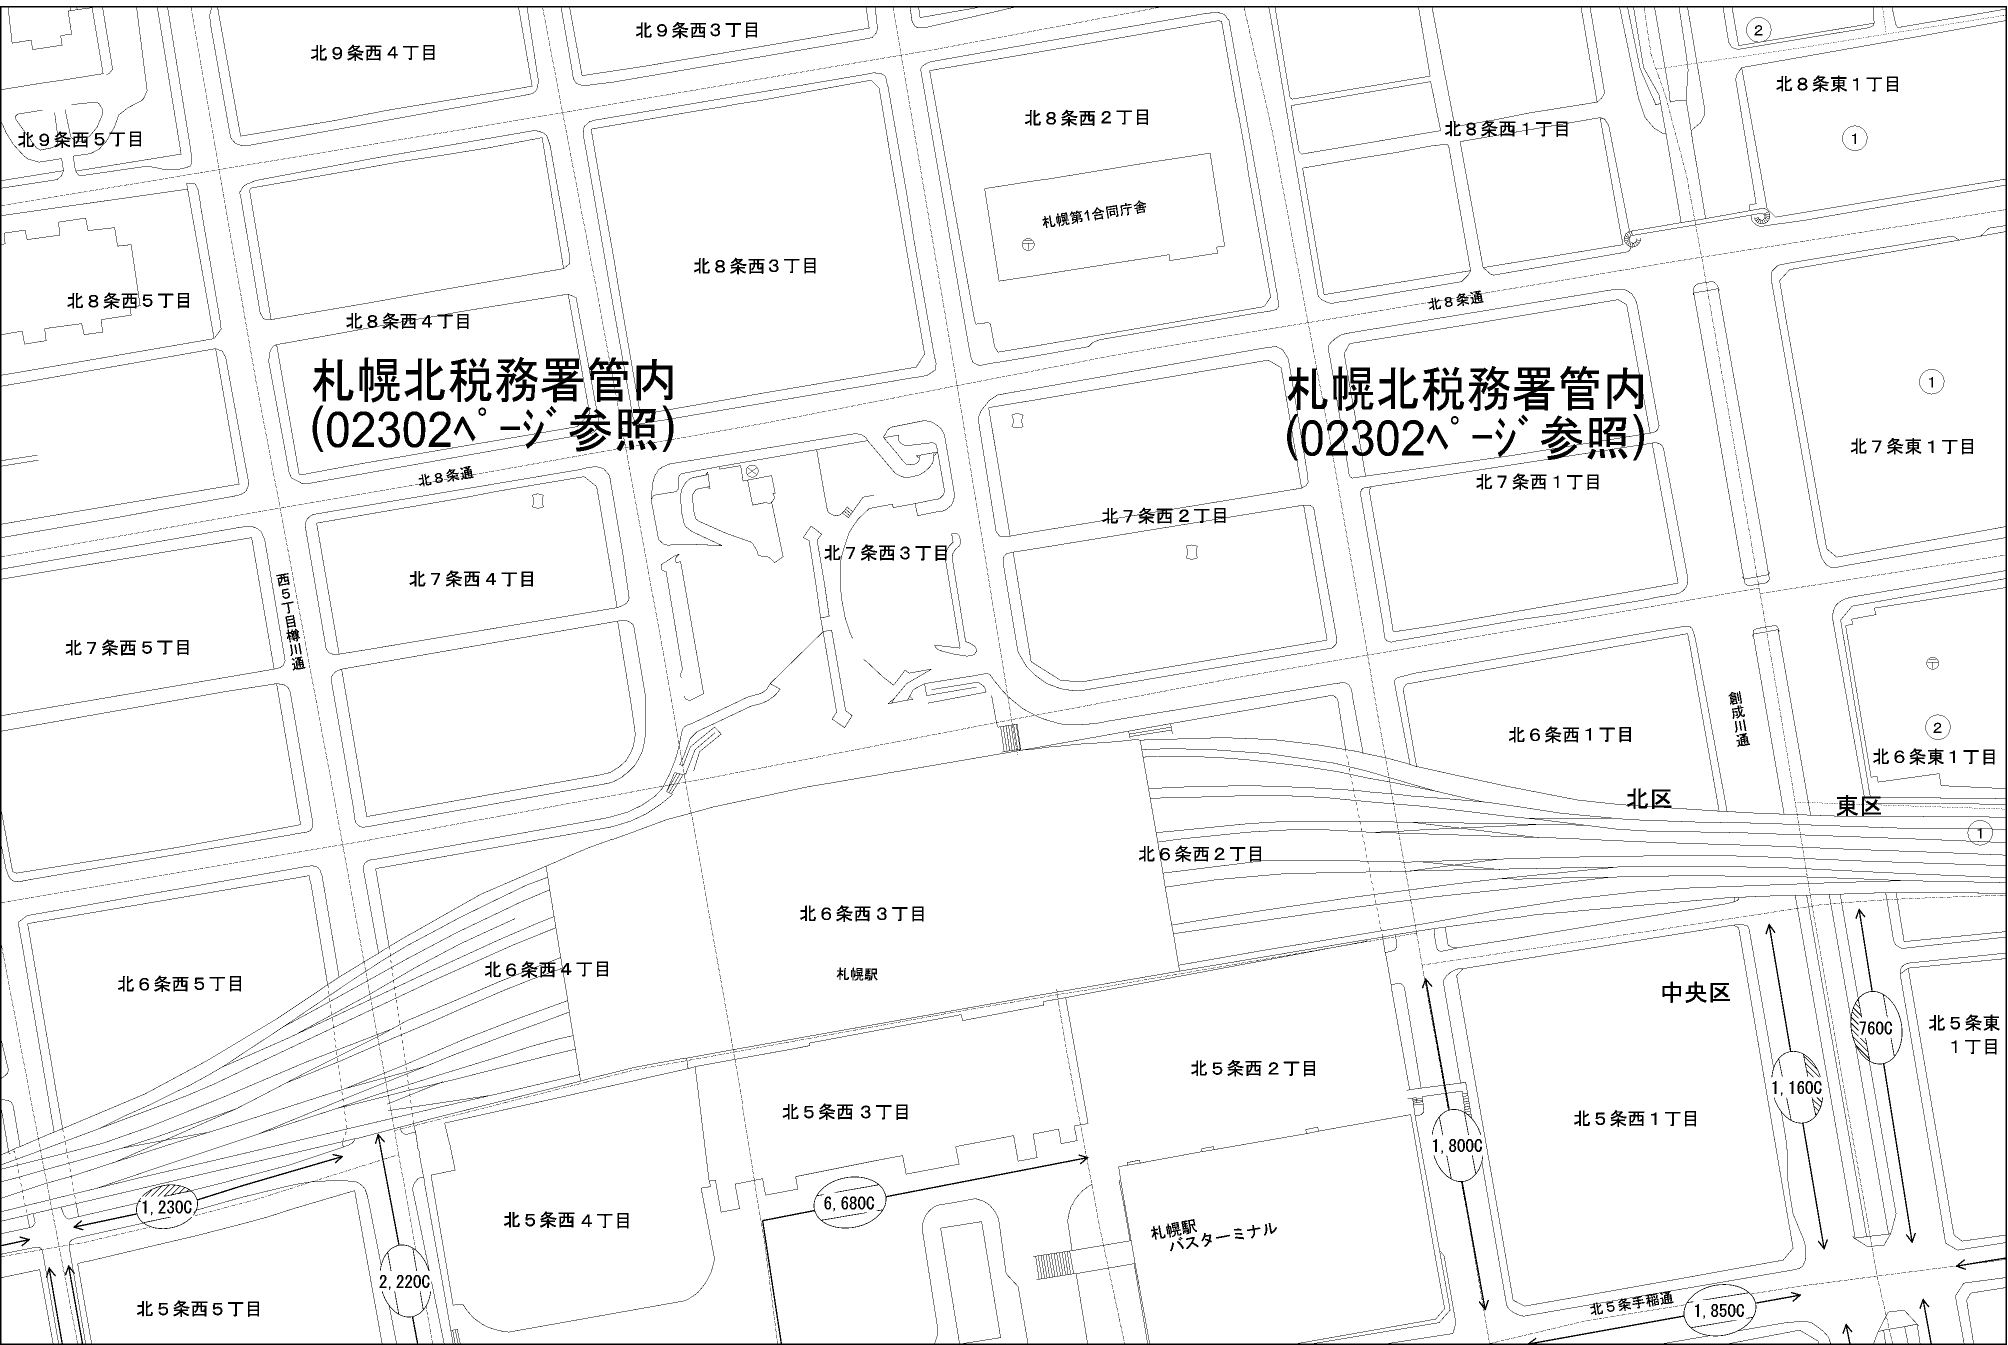 北９条西３丁目
北９条西４丁目
2
北８条東１丁目
北８条西２丁目
北８条西１丁目
北９条西５丁目
1
札幌第1合同庁舎
〒
北８条西３丁目
北８条西５丁目
北８条通
北８条西４丁目
札幌北税務署管内
(02302ﾍﾟｰｼﾞ参照)
札幌北税務署管内
(02302ﾍﾟｰｼﾞ参照)
1
北７条東１丁目
北８条通
北７条西１丁目
北７条西２丁目
北７条西３丁目
北７条西４丁目
西５丁目樽川通
北７条西５丁目
〒
創成川通
北６条西１丁目
2
北６条東１丁目
北区
東区
1
北６条西２丁目
北６条西３丁目
札幌駅
北６条西４丁目
北６条西５丁目
中央区
760C
北５条東
１丁目
北５条西２丁目
1,160C
北５条西３丁目
北５条西１丁目
1,800C
1,230C
6,680C
北５条西４丁目
札幌駅
バスターミナル
2,220C
北５条西５丁目
北５条手稲通
1,850C